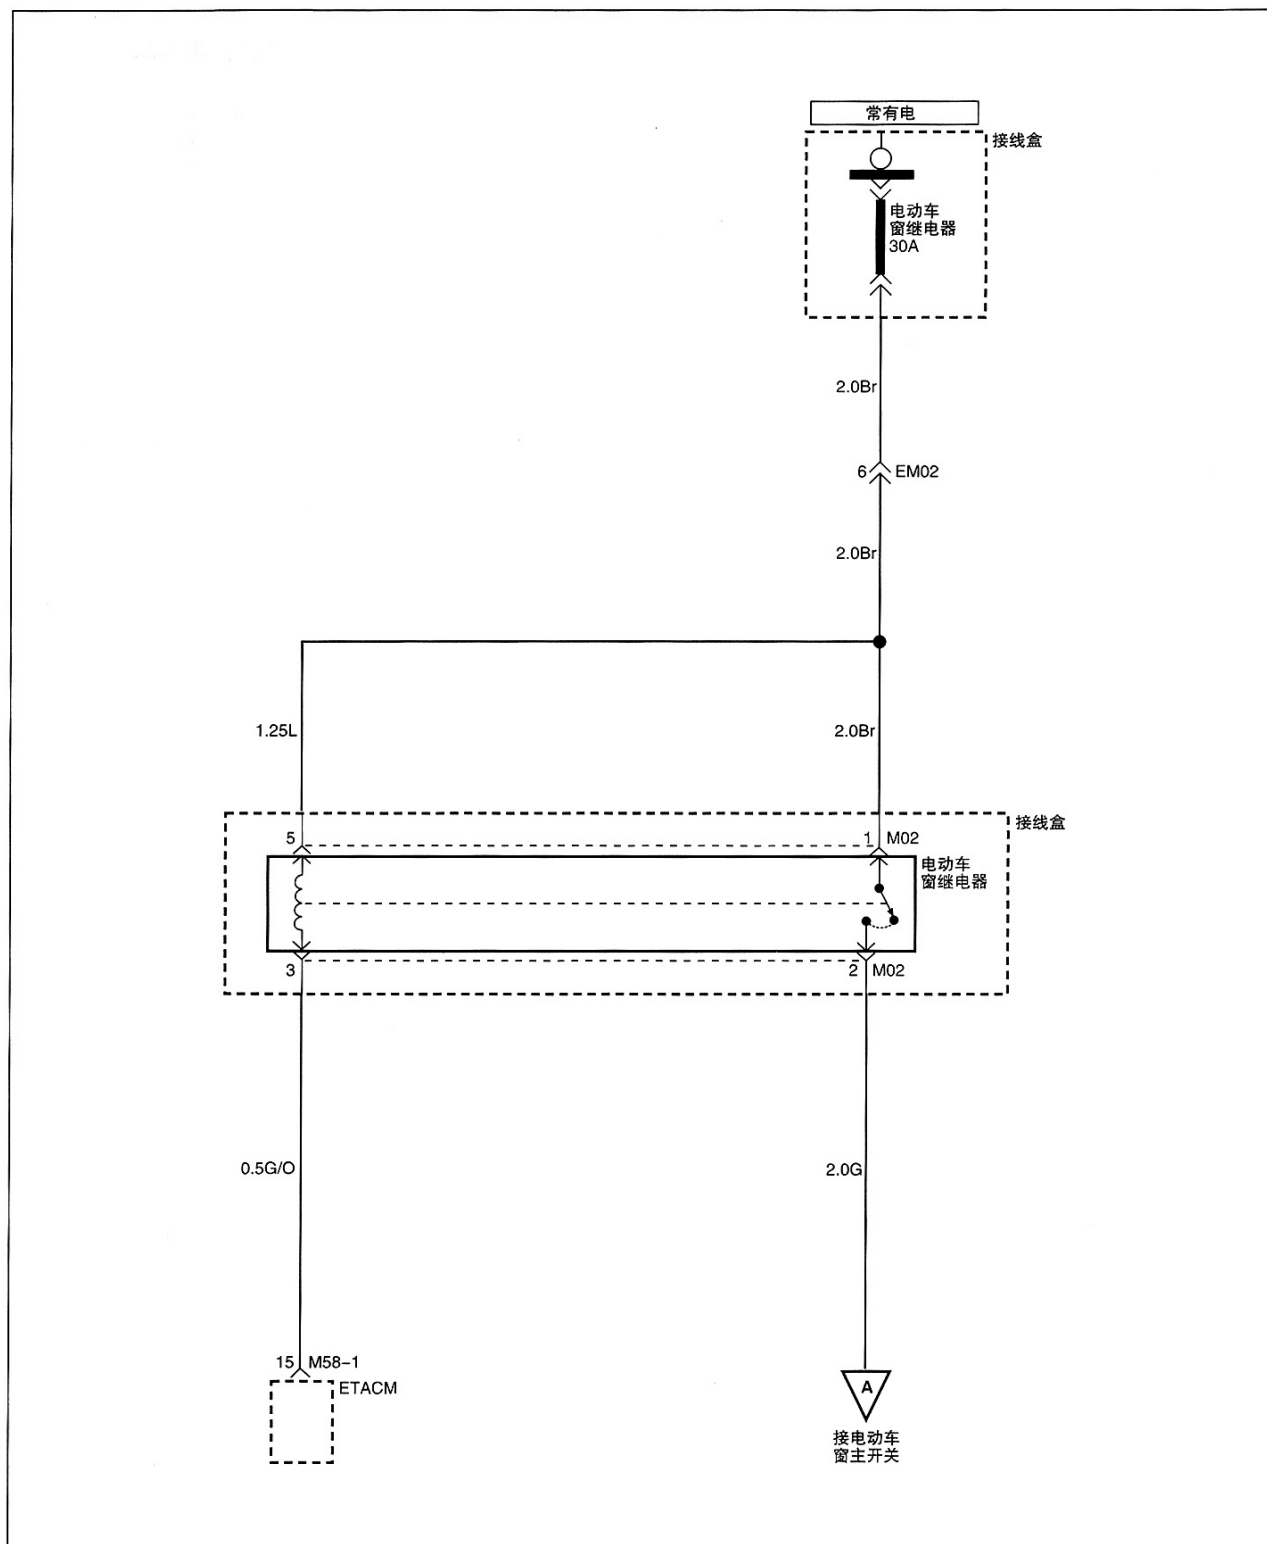 常有电
接线盒
电动车
窗继电器
30A
2.0Br
6 EM02
2.0Br
1.25L
2.0Br
接线盒
5
1 M02
电动车
窗继电器
3
2 M02
0.5G/O
2.0G
15 M58-1
ETACM
A
接电动车
窗主开关